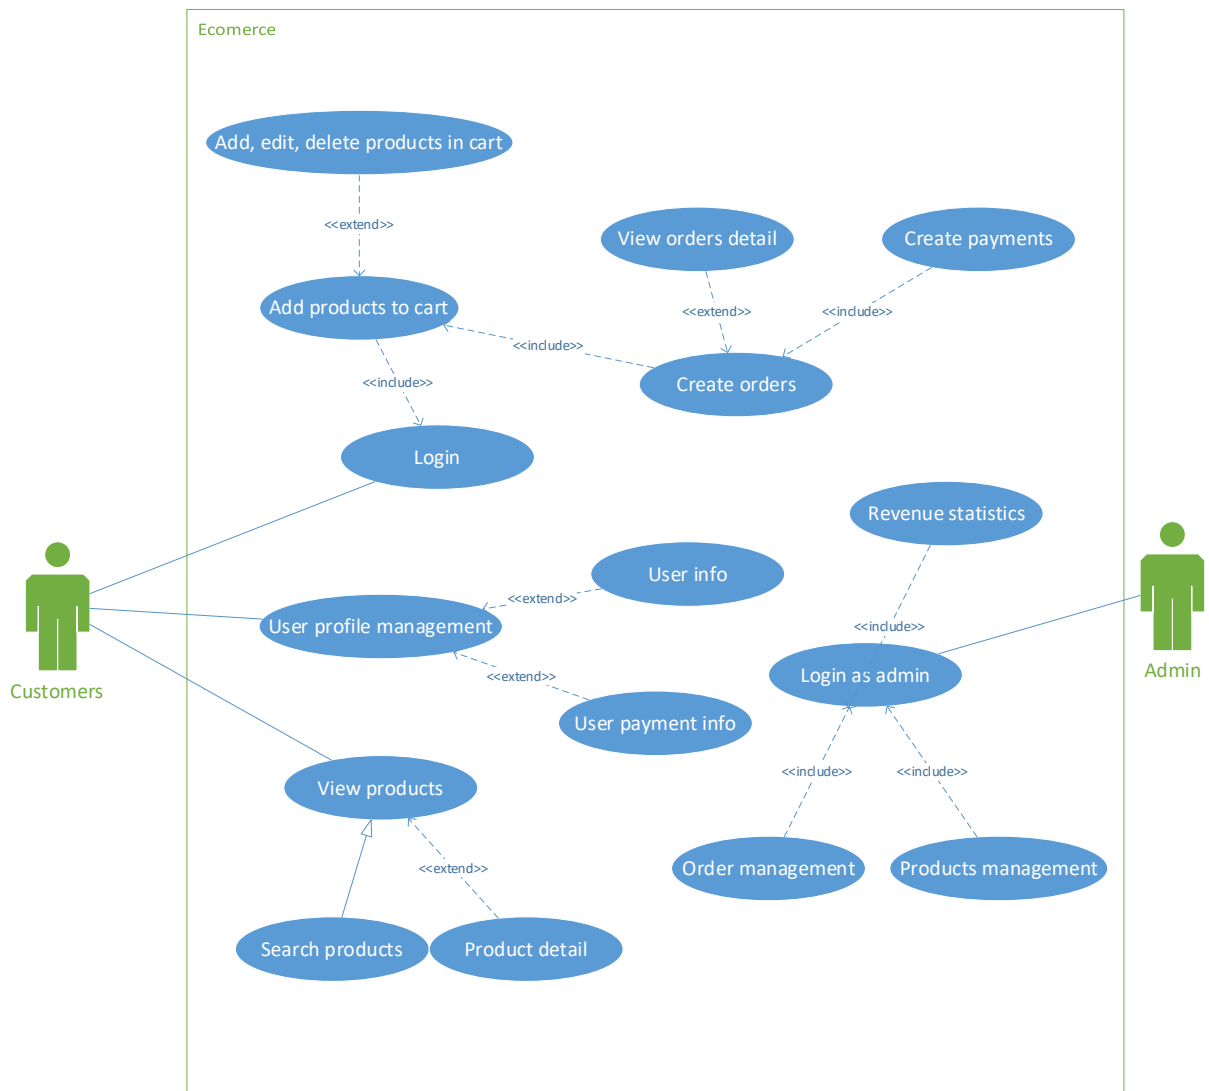 Ecomerce
Add, edit, delete products in cart
<<extend>>
View orders detail
Create payments
Add products to cart
<<extend>>
<<include>>
<<include>>
<<include>>
Create orders
Login
Revenue statistics
User info
<<extend>>
User profile management
<<include>>
Customers
Admin
<<extend>>
Login as admin
User payment info
View products
<<include>>
<<include>>
<<extend>>
Order management
Products management
Search products
Product detail